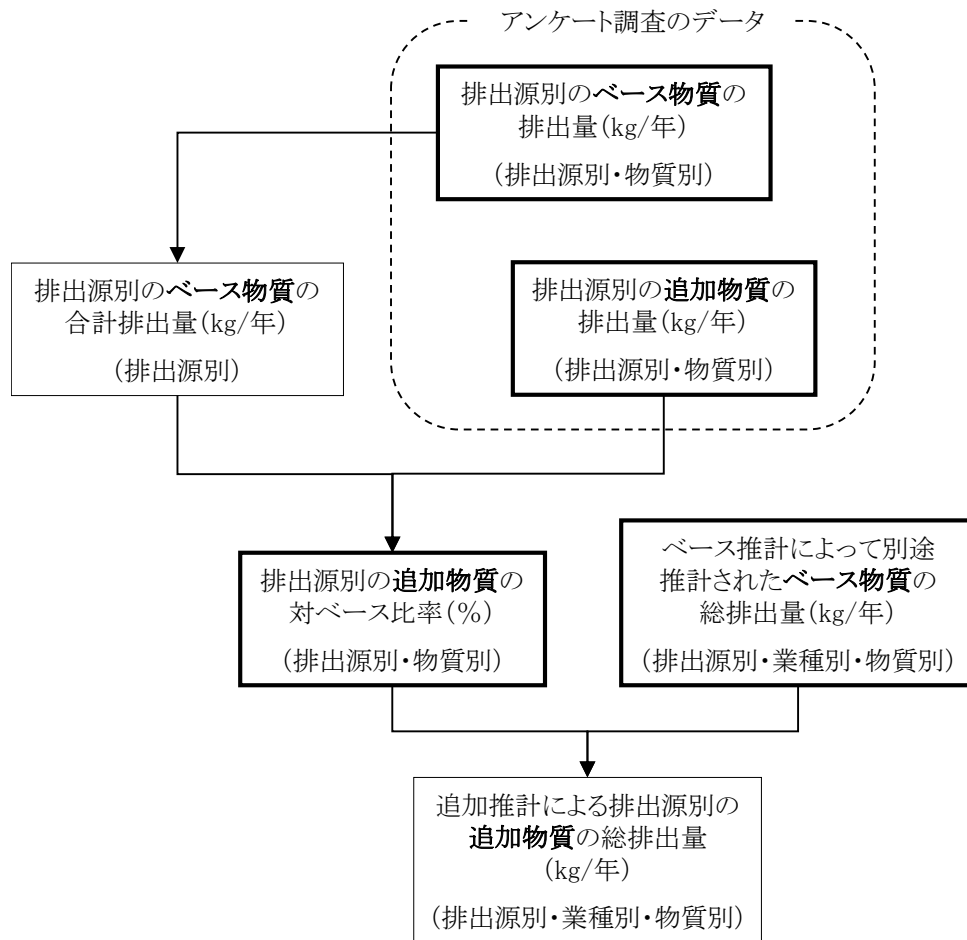 アンケート調査のデータ
排出源別のベース物質の
排出量(kg/年)
(排出源別・物質別)
排出源別のベース物質の
合計排出量(kg/年)
(排出源別)
排出源別の追加物質の
排出量(kg/年)
(排出源別・物質別)
排出源別の追加物質の
対ベース比率(%)
(排出源別・物質別)
ベース推計によって別途
推計されたベース物質の
総排出量(kg/年)
(排出源別・業種別・物質別)
追加推計による排出源別の
追加物質の総排出量
(kg/年)
(排出源別・業種別・物質別)